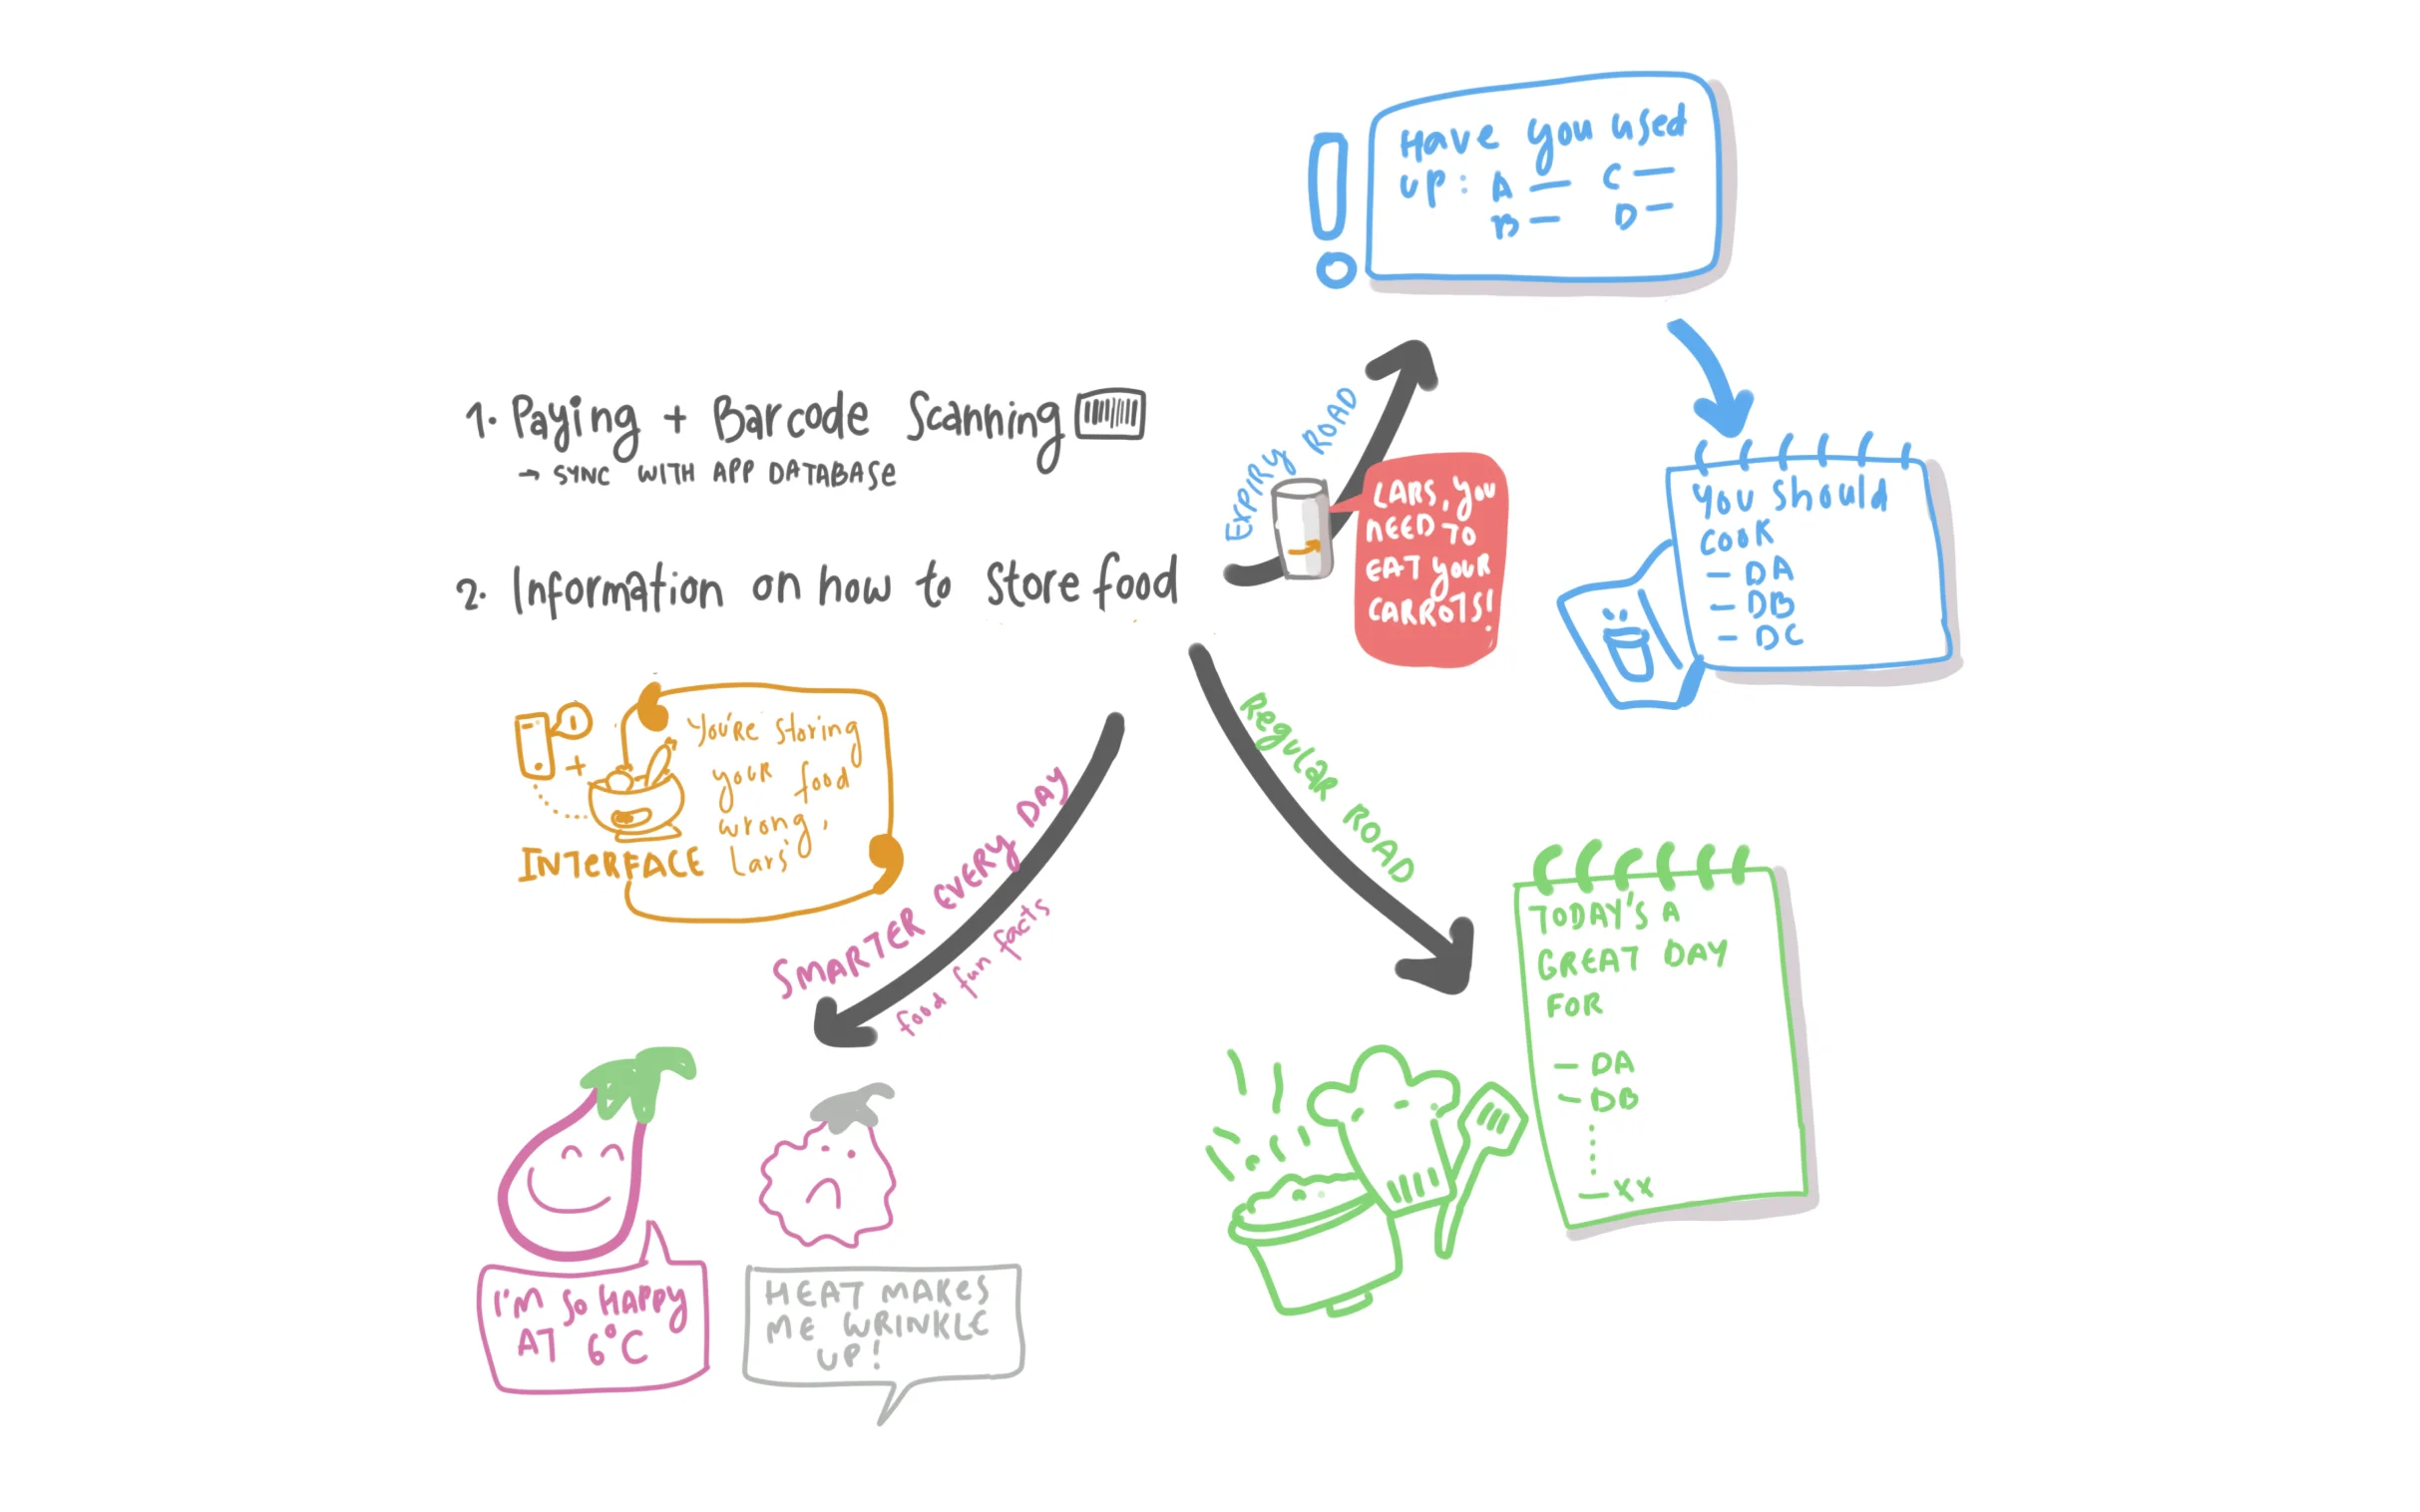 1. Paying + Barcode Scanning
→ SYNC WITH APP DATABASE
2. Information on how to store food
INTERFACE
You're storing
your food
wrong,
Lars
EXPIRY ROAD
LARS, you
NEED TO
EAT yOUR
CARROTS!
Have you used
up: A — C —
B — D —
you should
COOK
– DA
– DB
– DC
SMARTER EVERY DAY
food fun facts
I'M SO HAPPY
AT 6°C
HEAT MAKES
ME WRINKLE
UP!
Regular ROAD
TODAY'S A
GREAT DAY
FOR
– DA
– DB
– XX